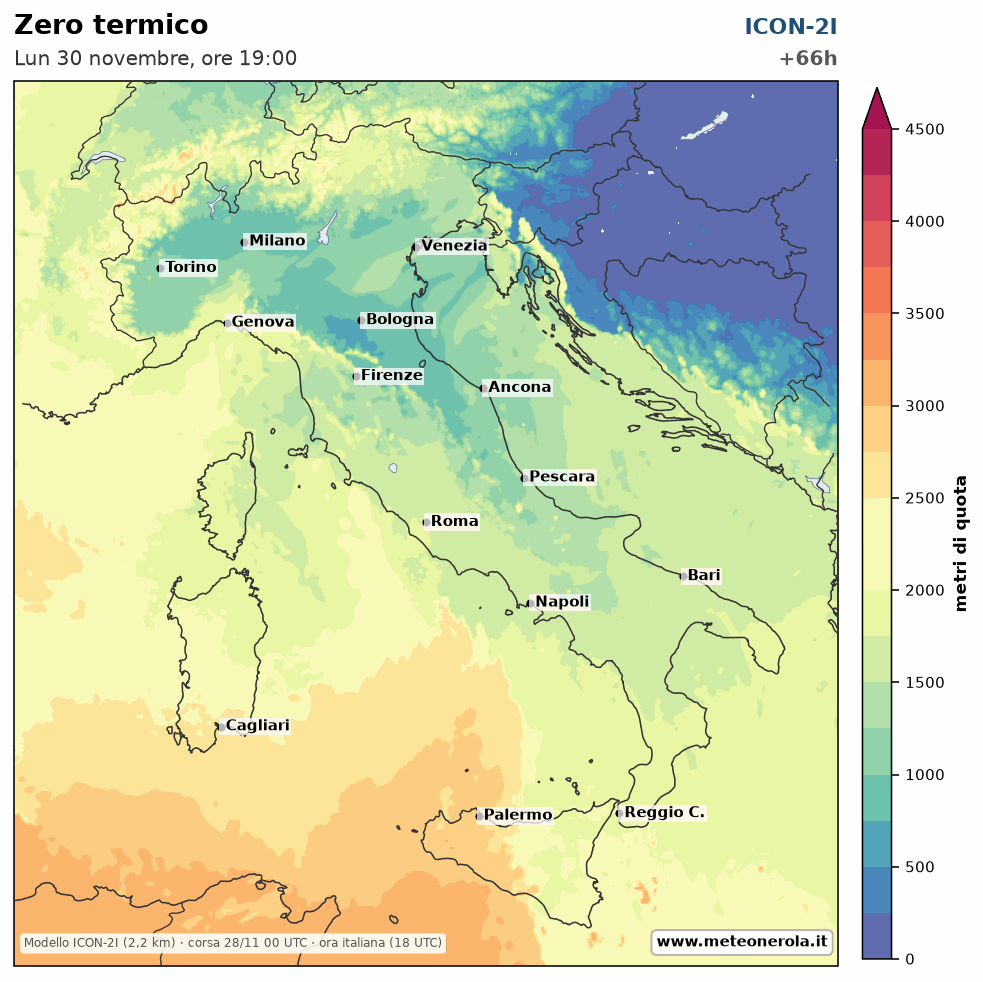 Zero termico
ICON-2I
Lun 30 novembre, ore 19:00
+66h
Milano
Venezia
Torino
Genova
Bologna
Firenze
Ancona
Pescara
Roma
Bari
Napoli
Cagliari
Palermo
Reggio C.
4500
4000
3500
3000
2500
2000
1500
1000
500
0
metri di quota
Modello ICON-2I (2,2 km) · corsa 28/11 00 UTC · ora italiana (18 UTC)
www.meteonerola.it